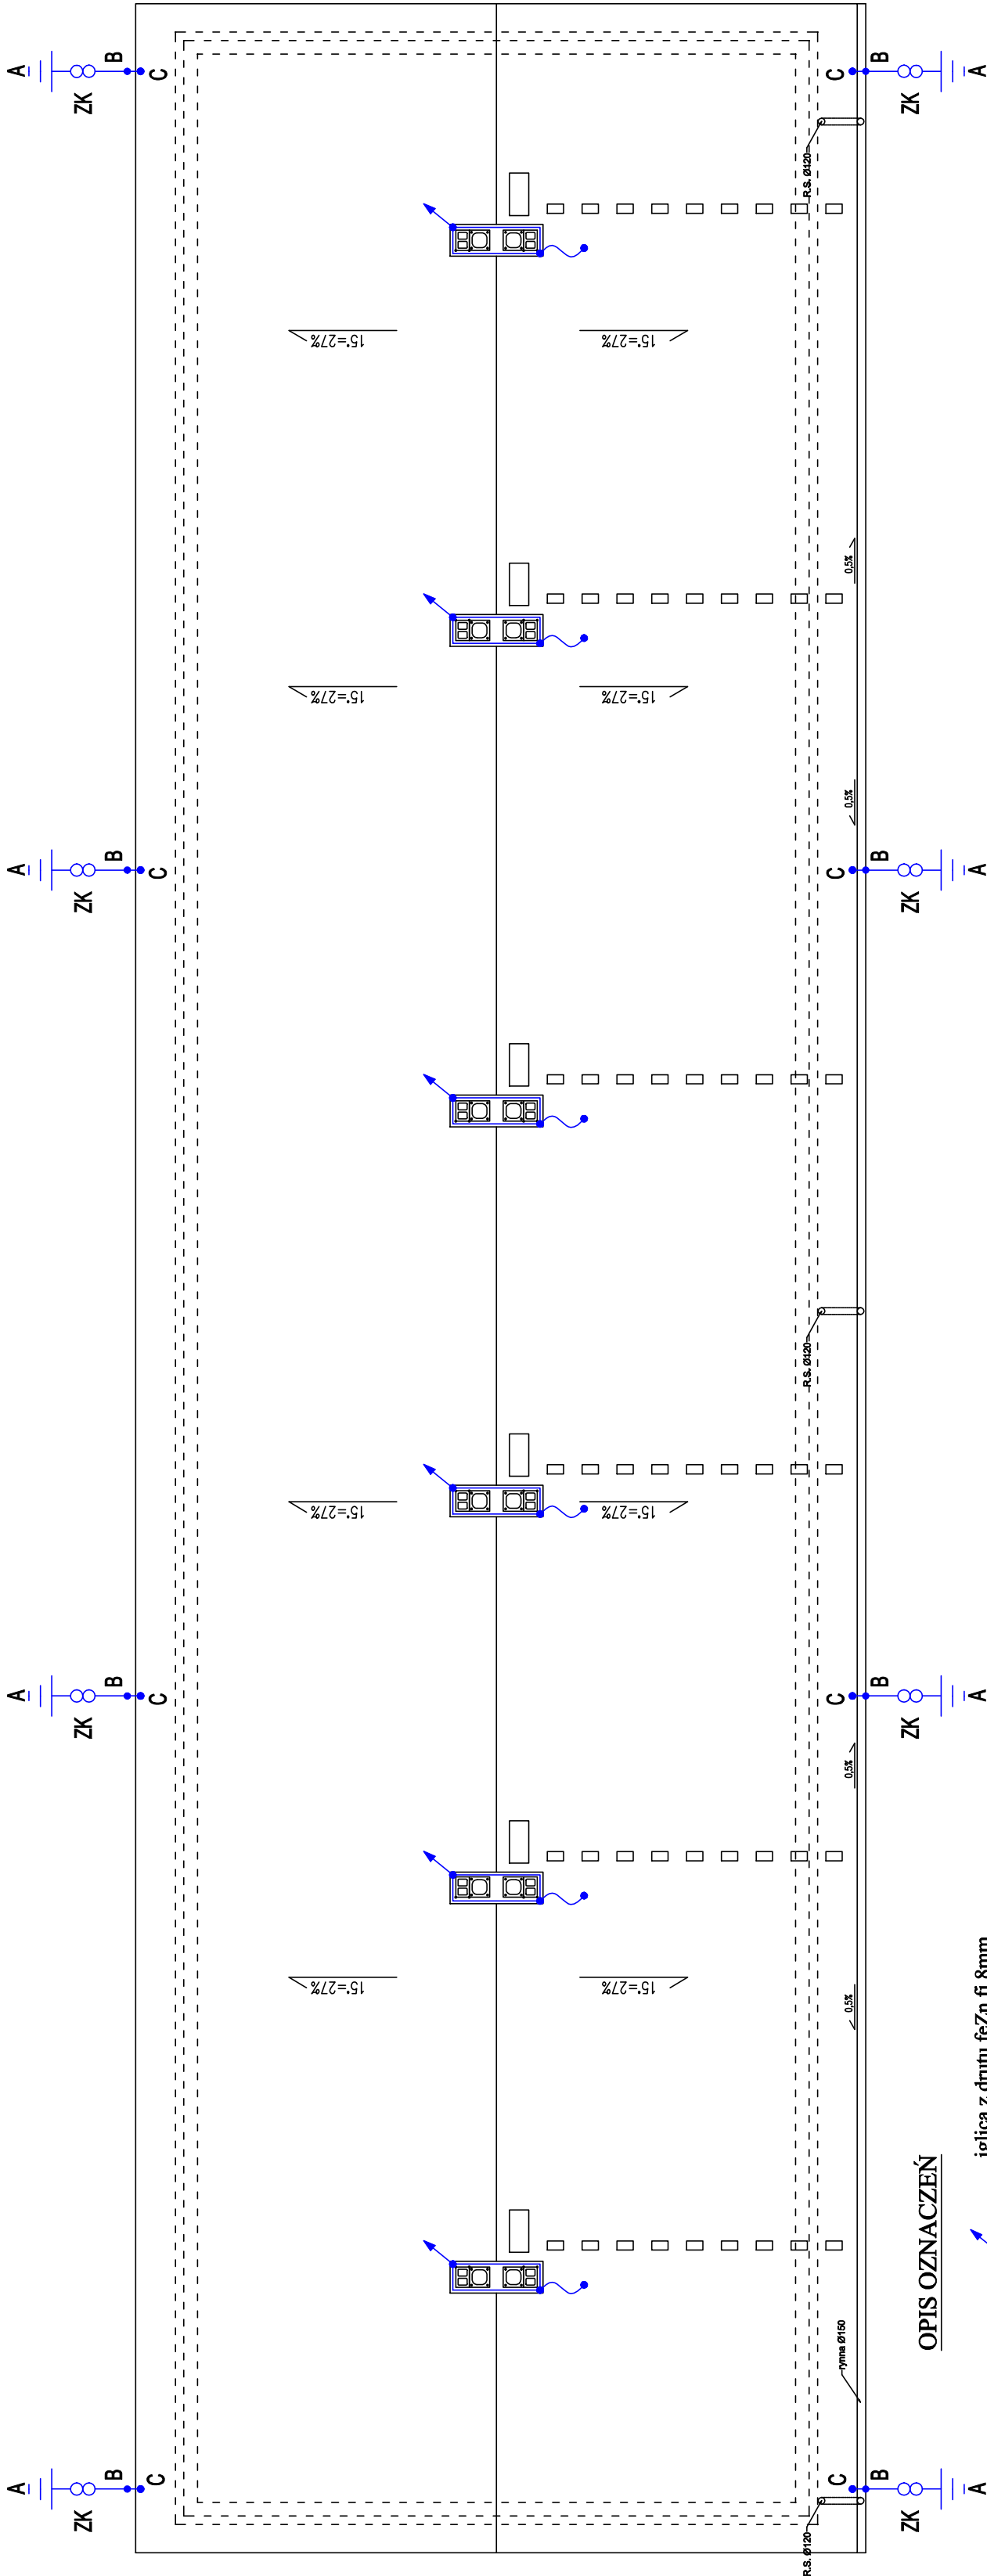 A
A
A
A
ZK
ZK
ZK
ZK
B
B
B
B
C
C
C
C
15°=27%
15°=27%
15°=27%
15°=27%
15°=27%
15°=27%
15°=27%
15°=27%
R.S. Ø120
R.S. Ø120
R.S. Ø120
rynna Ø150
0,5%
0,5%
0,5%
0,5%
C
C
C
C
B
B
B
B
ZK
ZK
ZK
ZK
OPIS OZNACZEŃ
A
A
A
A
iglica z drutu feZn fi 8mm